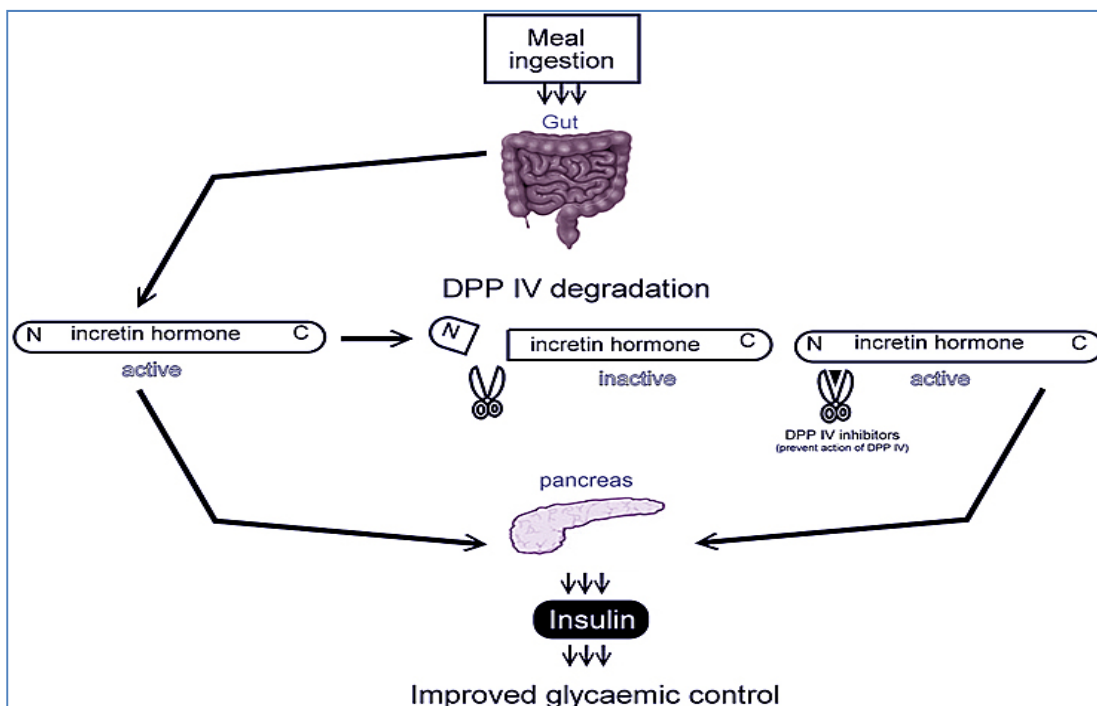 Meal
ingestion
Gut
DPP IV degradation
N incretin hormone C
active
N
incretin hormone C
inactive
N incretin hormone C
active
DPP IV inhibitors
(prevent action of DPP IV)
pancreas
Insulin
Improved glycaemic control